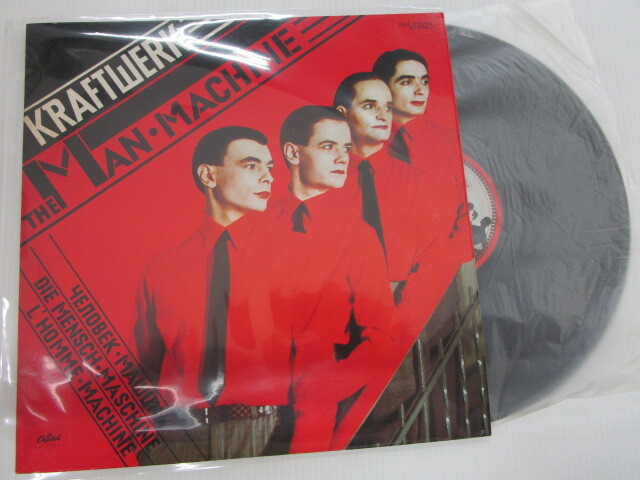 KRAFTWERK
THE MAN·MACHINE
ЧЕЛОВЕК·МАШИНА
DIE MENSCH·MASCHINE
L'HOMME·MACHINE
Capitol